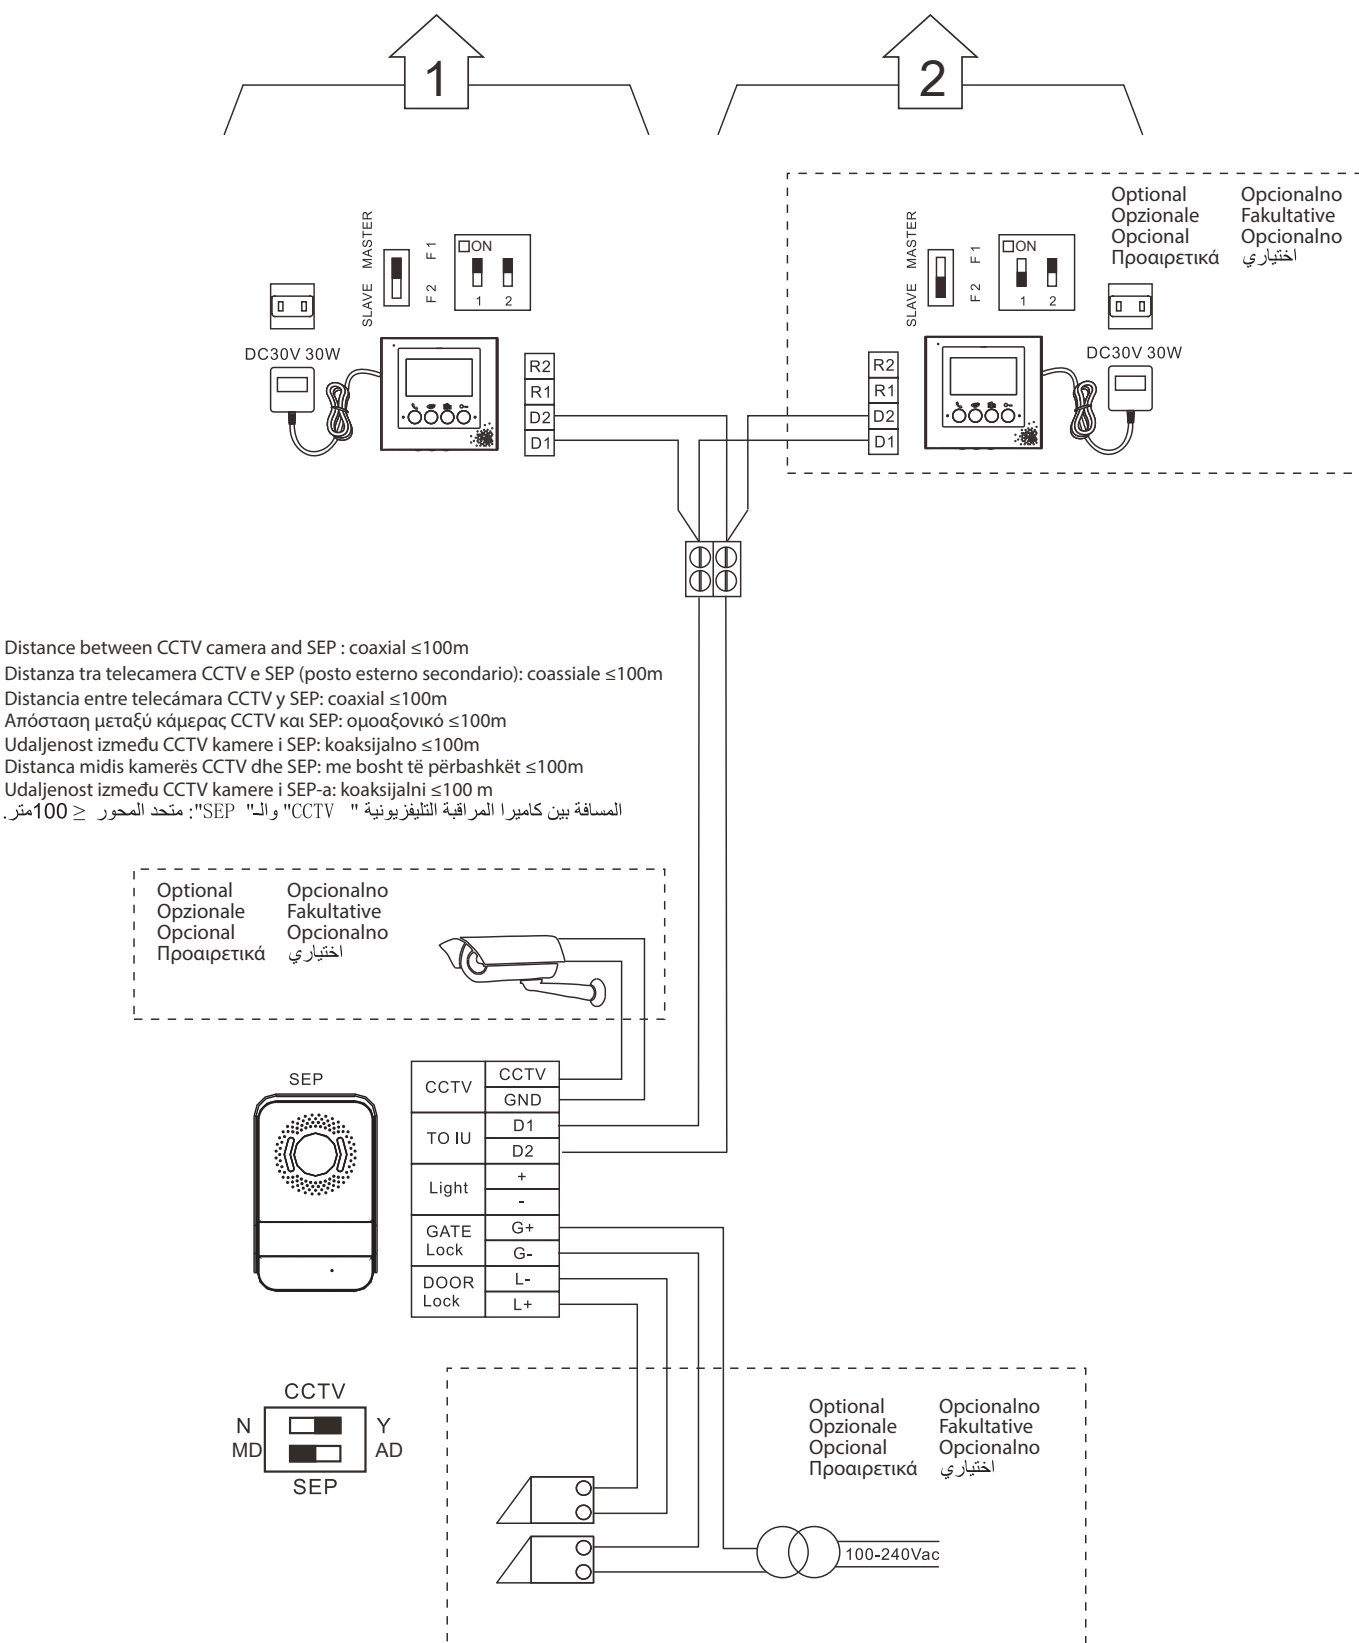 1
2
Optional Opcionalno
Opzionale Fakultative
Opcional Opcionalno
Προαιρετικά اختياري
SLAVE MASTER
F 2 F 1
ON
1 2
SLAVE MASTER
F 2 F 1
ON
1 2
DC30V 30W
R2
R1
D2
D1
R2
R1
D2
D1
DC30V 30W
Distance between CCTV camera and SEP : coaxial ≤100m
Distanza tra telecamera CCTV e SEP (posto esterno secondario): coassiale ≤100m
Distancia entre telecámara CCTV y SEP: coaxial ≤100m
Απόσταση μεταξύ κάμερας CCTV και SEP: ομοαξονικό ≤100m
Udaljenost između CCTV kamere i SEP: koaksijalno ≤100m
Distanca midis kamerës CCTV dhe SEP: me bosht të përbashkët ≤100m
Udaljenost između CCTV kamere i SEP-a: koaksijalni ≤100 m
المسافة بين كاميرا المراقبة التليفزيونية " CCTV" والـ" SEP": متحد المحور ≤ 100متر.
Optional Opcionalno
Opzionale Fakultative
Opcional Opcionalno
Προαιρετικά اختياري
SEP
CCTV CCTV
GND
TO IU D1
D2
Light +
-
GATE Lock G+
G-
DOOR Lock L-
L+
CCTV
N Y
MD AD
SEP
Optional Opcionalno
Opzionale Fakultative
Opcional Opcionalno
Προαιρετικά اختياري
100-240Vac